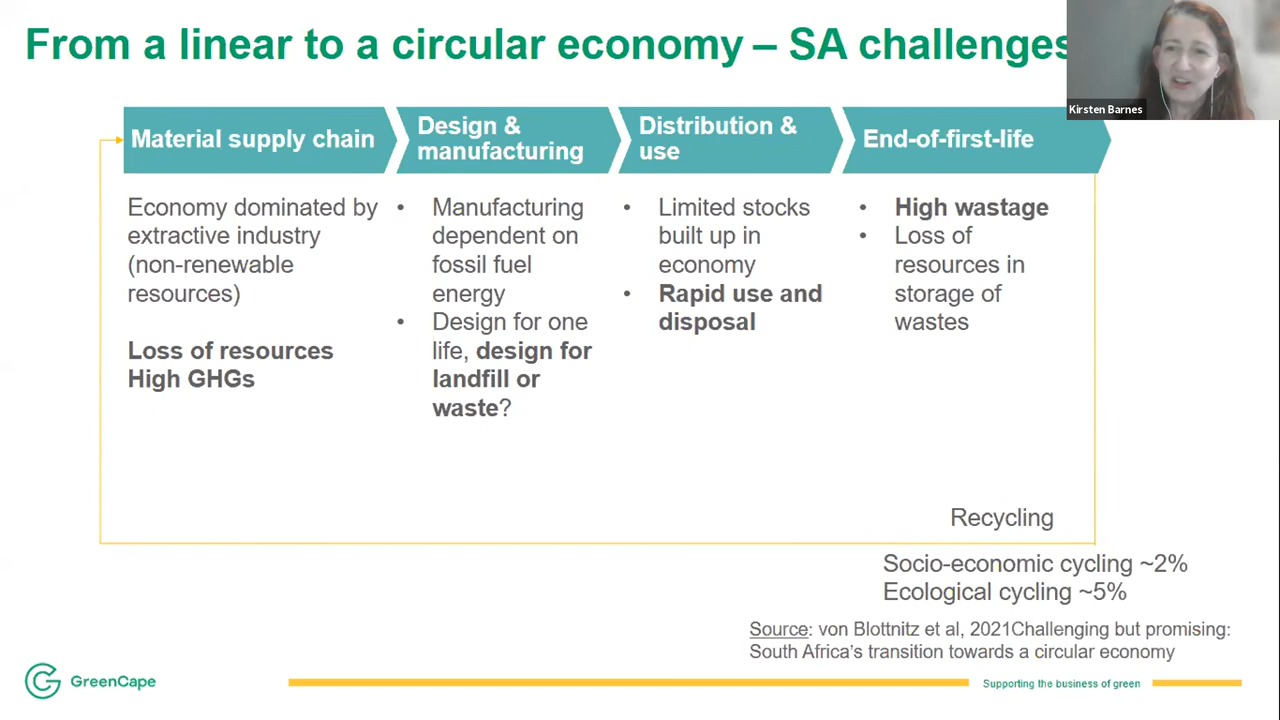 From a linear to a circular economy – SA challenges
Kirsten Barnes
Material supply chain
Design &
manufacturing
Distribution &
use
End-of-first-life
Economy dominated by
extractive industry
(non-renewable
resources)
Loss of resources
High GHGs
• Manufacturing
dependent on
fossil fuel
energy
• Design for one
life, design for
landfill or
waste?
• Limited stocks
built up in
economy
• Rapid use and
disposal
• High wastage
• Loss of
resources in
storage of
wastes
Recycling
Socio-economic cycling ~2%
Ecological cycling ~5%
Source: von Blottnitz et al, 2021Challenging but promising:
South Africa's transition towards a circular economy
GreenCape
Supporting the business of green